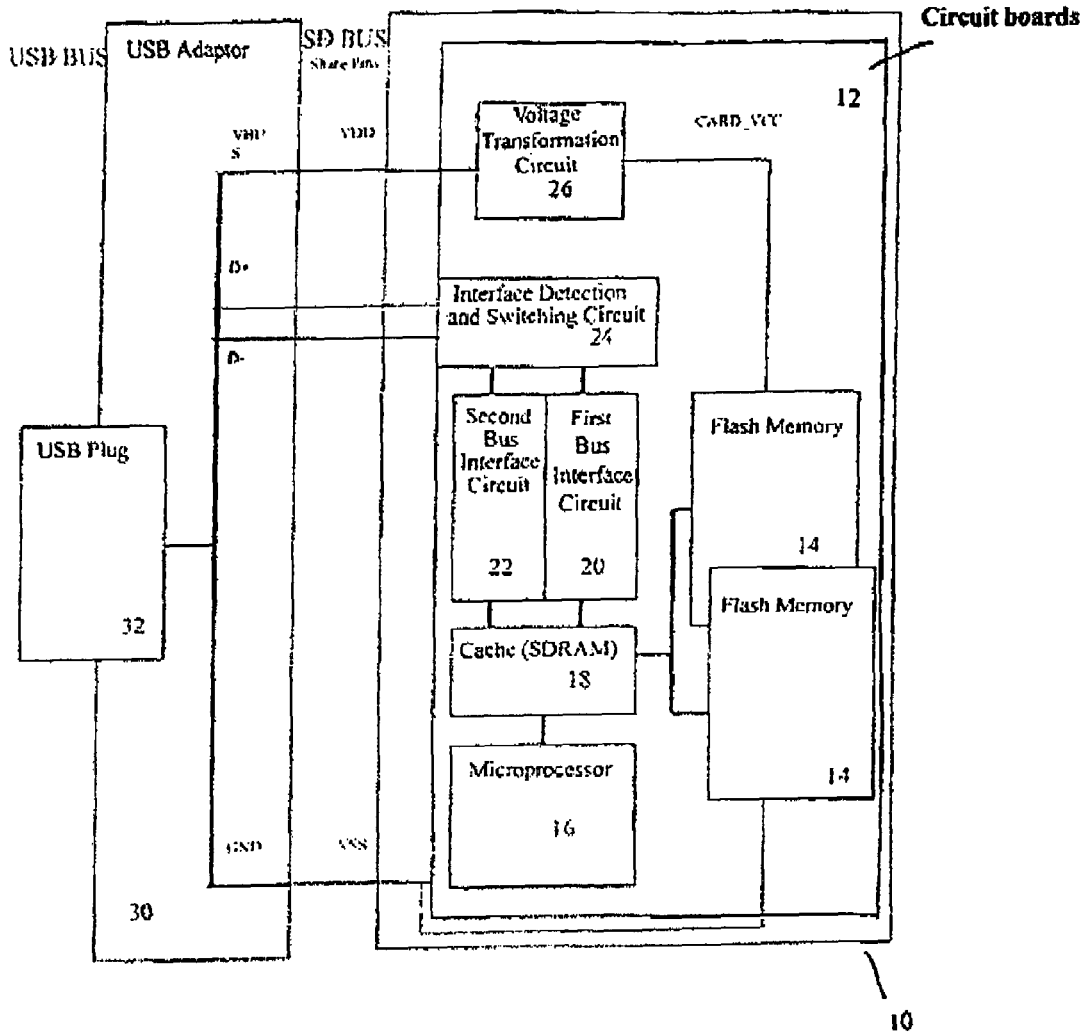 Circuit boards
USB BUS
USB Adaptor
SD BUS
Share Pins
12
Voltage
Transformation
Circuit
26
CARD_VCC
VBU
S
VDD
D+
Interface Detection
and Switching Circuit
24
D-
Second
Bus
Interface
Circuit
22
First
Bus
Interface
Circuit
20
Flash Memory
14
USB Plug
32
Flash Memory
14
Cache (SDRAM)
18
Microprocessor
16
GND
VSS
30
10